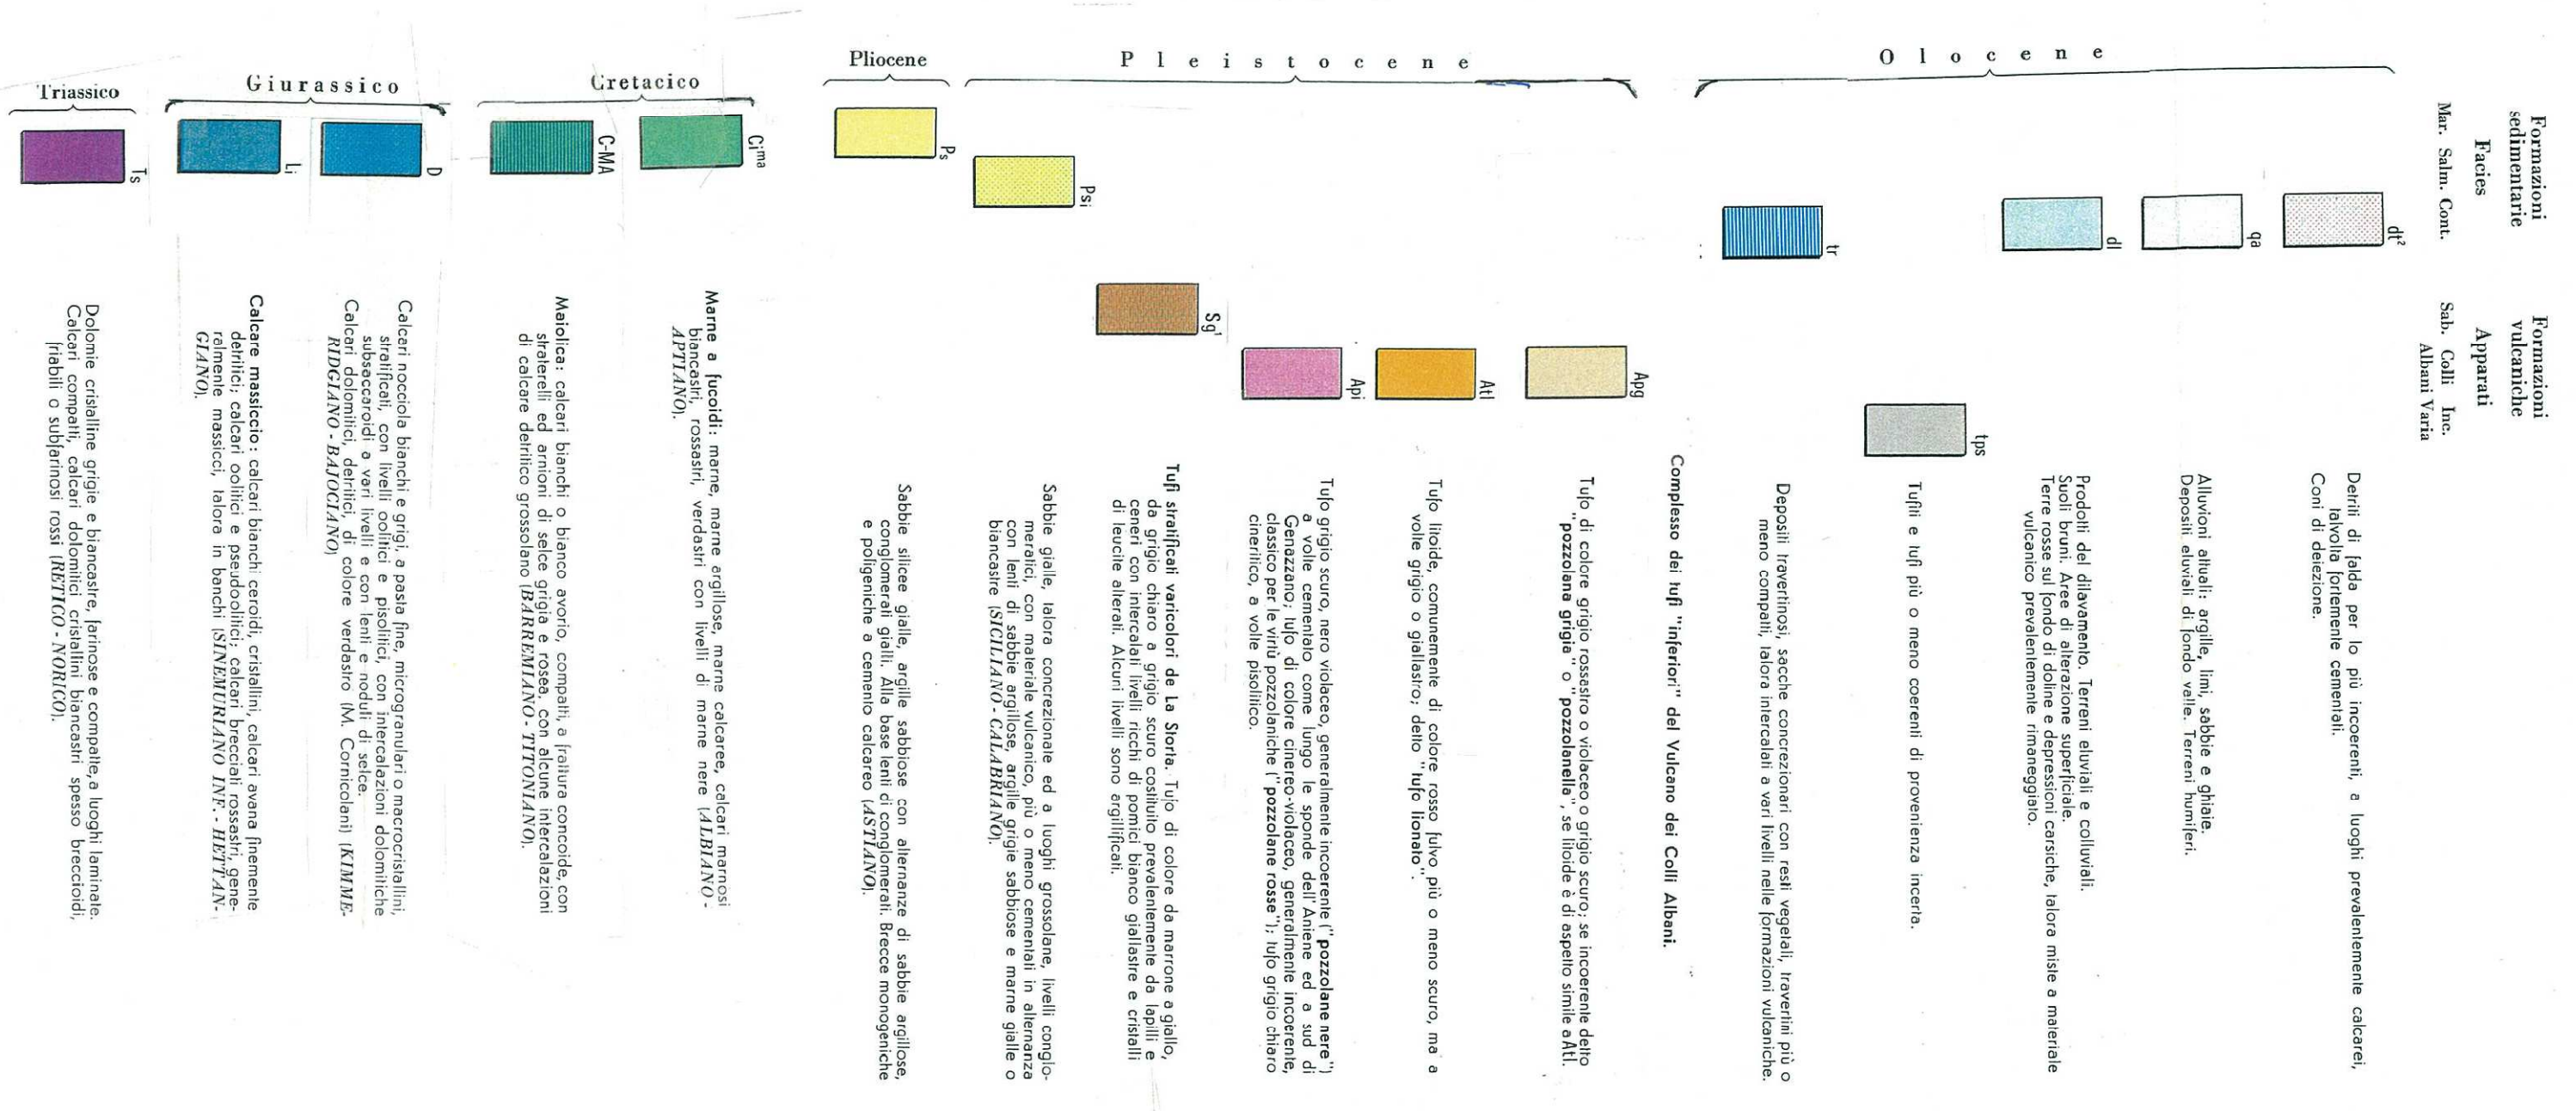 Formazioni
sedimentarie
Facies
Mar. Salm. Cont.
Formazioni
vulcaniche
Apparati
Sab. Colli Inc.
Albani Varia
Olocene
dt²
Detriti di falda per lo più incoerenti, a luoghi prevalentemente calcarei,
talvolta fortemente cementati.
Coni di deiezione.
qa
Alluvioni attuali: argille, limi, sabbie e ghiaie.
Depositi eluviali di fondo valle. Terreni humiferi.
dl
Prodotti del dilavamento. Terreni eluviali e colluviali.
Suoli bruni. Aree di alterazione superficiale.
Terre rosse sul fondo di doline e depressioni carsiche, talora miste a materiale
vulcanico prevalentemente rimaneggiato.
tps
Tufiti e tufi più o meno coerenti di provenienza incerta.
tr
Depositi travertinosi, sacche concrezionari con resti vegetali, travertini più o
meno compatti, talora intercalati a vari livelli nelle formazioni vulcaniche.
Pleistocene
Complesso dei tufi "inferiori" del Vulcano dei Colli Albani.
Apg
Tufo di colore grigio rossastro o violaceo o grigio scuro; se incoerente detto
"pozzolana grigia" o "pozzolanella", se litoide è di aspetto simile a Atl.
Atl
Tufo litoide, comunemente di colore rosso fulvo più o meno scuro, ma a
volte grigio o giallastro; detto "tufo lionato".
Api
Tufo grigio scuro, nero violaceo, generalmente incoerente ("pozzolane nere")
a volte cementato come lungo le sponde dell'Aniene ed a sud di
Genazzano; tufo di colore cinereo-violaceo, generalmente incoerente,
classico per le virtù pozzolaniche ("pozzolane rosse"); tufo grigio chiaro
cineritico, a volte pisolitico.
Sg¹
Tufi stratificati varicolori de La Storta. Tufo di colore da marrone a giallo,
da grigio chiaro a grigio scuro costituito prevalentemente da lapilli e
ceneri con intercalati livelli ricchi di pomici bianco giallastre e cristalli
di leucite alterati. Alcuni livelli sono argillificati.
Psi
Sabbie gialle, talora concrezionate ed a luoghi grossolane, livelli conglo-
meratici, con materiale vulcanico, più o meno cementati in alternanza
con lenti di sabbie argillose, argille grigie sabbiose e marne gialle o
biancastre (SICILIANO - CALABRIANO).
Pliocene
Ps
Sabbie silicee gialle, argille sabbiose con alternanze di sabbie argillose,
conglomerati gialli. Alla base lenti di conglomerati. Brecce monogeniche
e poligeniche a cemento calcareo (ASTIANO).
Cretacico
Ciᵐᵃ
Marne a fucoidi: marne, marne argillose, marne calcaree, calcari marnosi
biancastri, rossastri, verdastri con livelli di marne nere (ALBIANO -
APTIANO).
C-MA
Maiolica: calcari bianchi o bianco avorio, compatti, a frattura concoide, con
straterelli ed arnioni di selce grigia e rosea, con alcune intercalazioni
di calcare detritico grossolano (BARREMIANO - TITONIANO).
Giurassico
D
Calcari nocciola bianchi e grigi, a pasta fine, microgranulari o macrocristallini,
stratificati, con livelli oolitici e pisolitici, con intercalazioni dolomitiche
subsaccaroidi a vari livelli e con lenti e noduli di selce.
Calcari dolomitici, detritici, di colore verdastro (M. Cornicolani) (KIMME-
RIDGIANO - BAJOCIANO)
Li
Calcare massiccio: calcari bianchi ceroidi, cristallini, calcari avana finemente
detritici; calcari oolitici e pseudoolitici; calcari brecciati rossastri, gene-
ralmente massicci, talora in banchi (SINEMURIANO INF. - HETTAN-
GIANO).
Triassico
Ts
Dolomie cristalline grigie e biancastre, farinose e compatte, a luoghi laminate.
Calcari compatti, calcari dolomitici cristallini biancastri spesso breccioidi,
friabili o subfarinosi rossi (RETICO - NORICO).